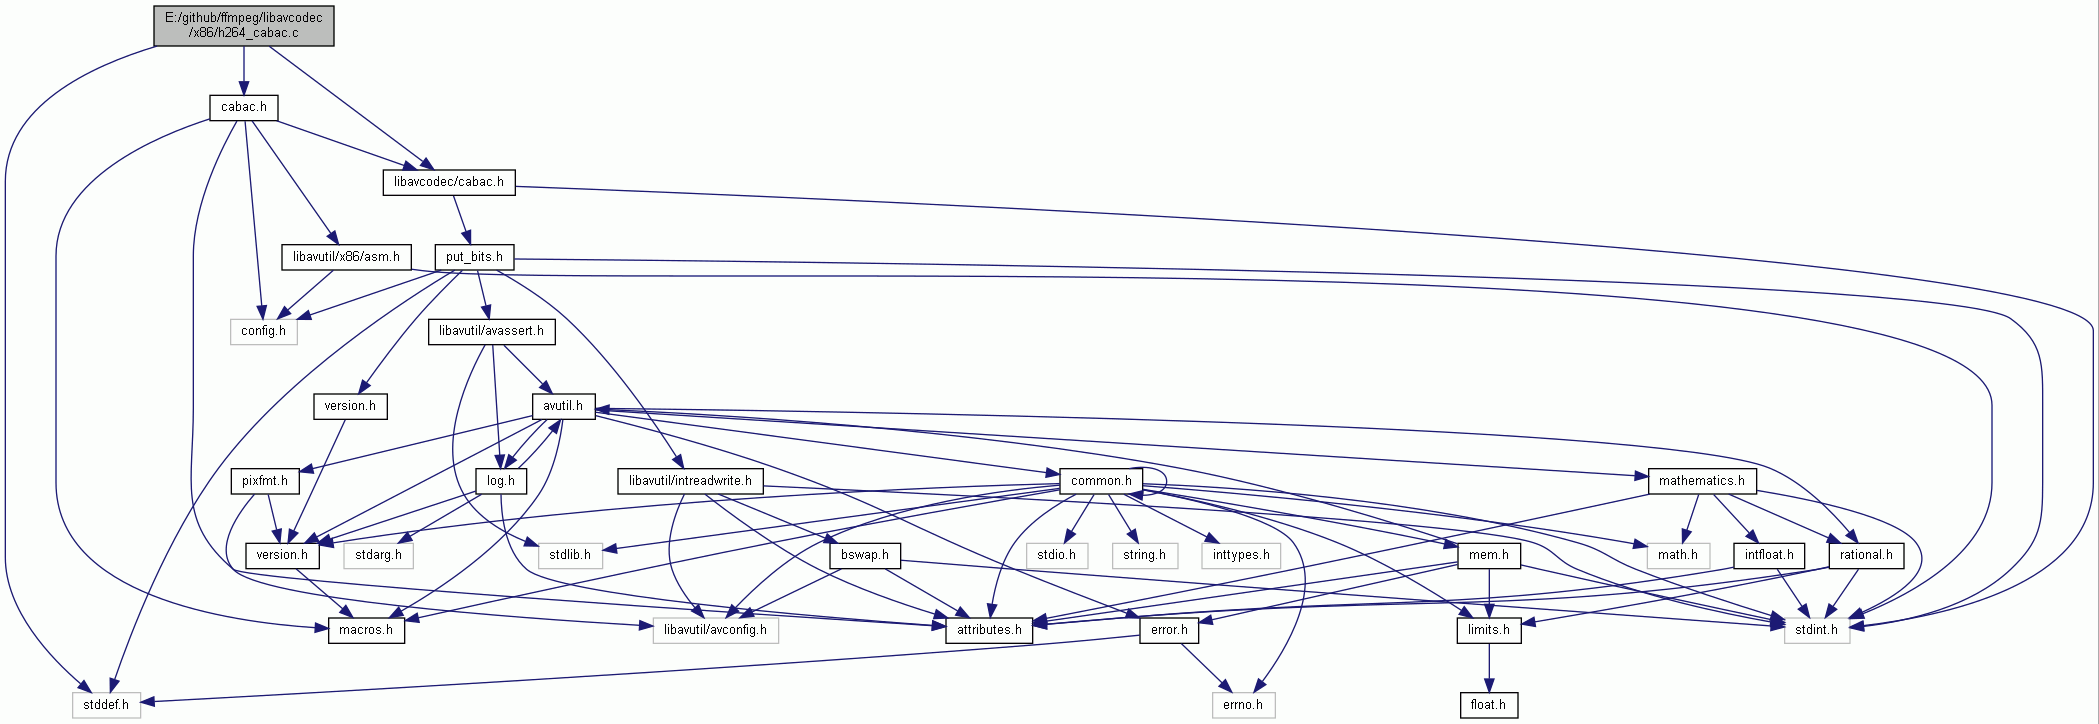 E:/github/ffmpeg/libavcodec
/x86/h264_cabac.c
cabac.h
libavcodec/cabac.h
libavutil/x86/asm.h
put_bits.h
config.h
libavutil/avassert.h
version.h
avutil.h
pixfmt.h
log.h
libavutil/intreadwrite.h
common.h
mathematics.h
version.h
stdarg.h
stdlib.h
bswap.h
stdio.h
string.h
inttypes.h
mem.h
math.h
intfloat.h
rational.h
macros.h
libavutil/avconfig.h
attributes.h
error.h
limits.h
stdint.h
stddef.h
errno.h
float.h